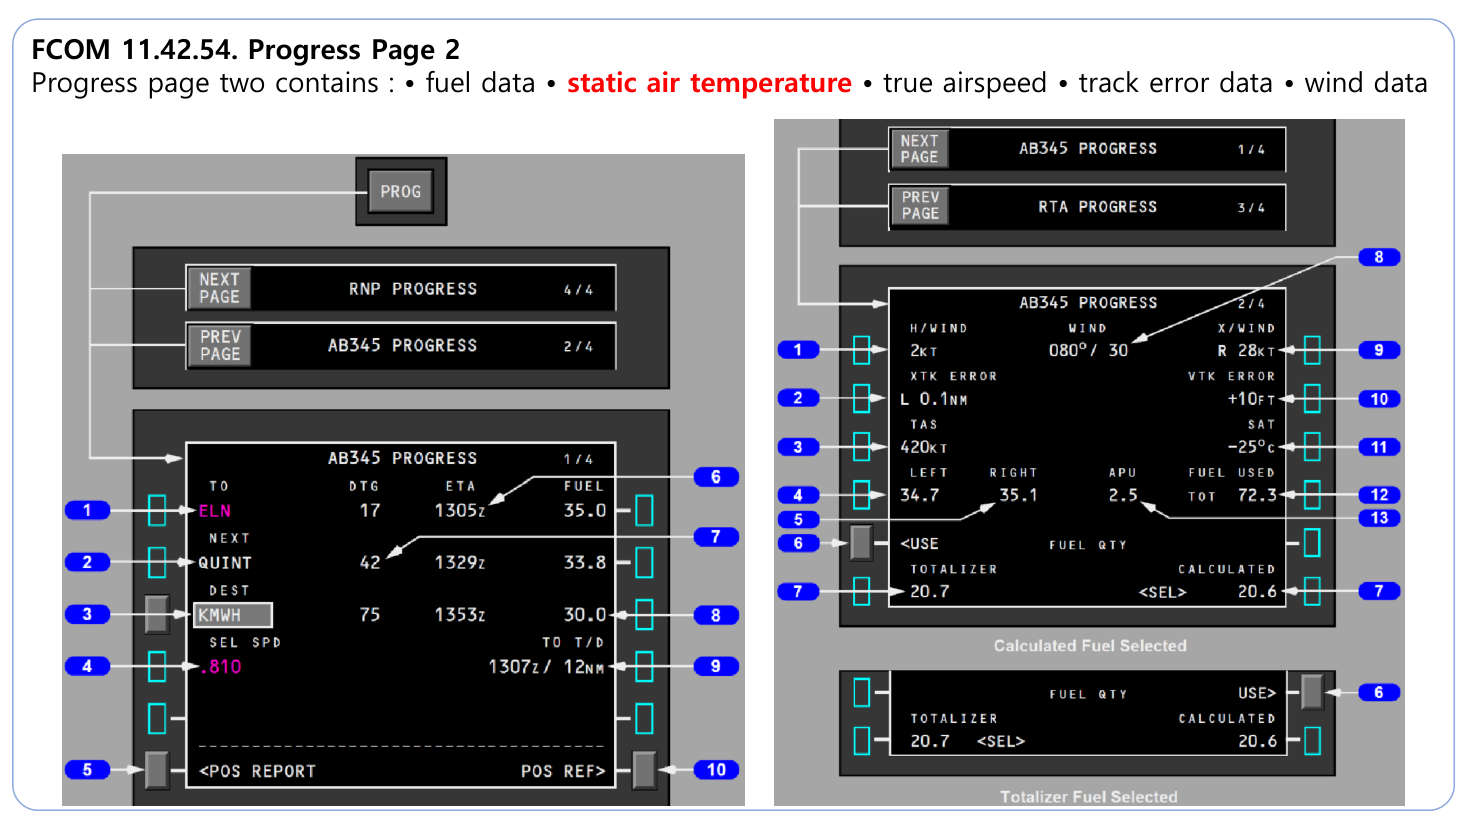 FCOM 11.42.54. Progress Page 2
Progress page two contains : • fuel data • static air temperature • true airspeed • track error data • wind data
PROG
NEXT PAGE RNP PROGRESS 4/4
PREV PAGE AB345 PROGRESS 2/4
AB345 PROGRESS 1/4
TO DTG ETA FUEL 6
1 ELN 17 1305Z 35.0
NEXT 7
2 QUINT 42 1329Z 33.8
DEST
3 KMWH 75 1353Z 30.0 8
SEL SPD TO T/D
4 .810 1307Z/ 12NM 9
5 <POS REPORT POS REF> 10
NEXT PAGE AB345 PROGRESS 1/4
PREV PAGE RTA PROGRESS 3/4
8
AB345 PROGRESS 2/4
H/WIND WIND X/WIND
1 2KT 080°/ 30 R 28KT 9
XTK ERROR VTK ERROR
2 L 0.1NM +10FT 10
TAS SAT
3 420KT -25°C 11
LEFT RIGHT APU FUEL USED
4 34.7 35.1 2.5 TOT 72.3 12
5 13
6 <USE FUEL QTY
TOTALIZER CALCULATED
7 20.7 <SEL> 20.6 7
Calculated Fuel Selected
FUEL QTY USE> 6
TOTALIZER CALCULATED
20.7 <SEL> 20.6
Totalizer Fuel Selected